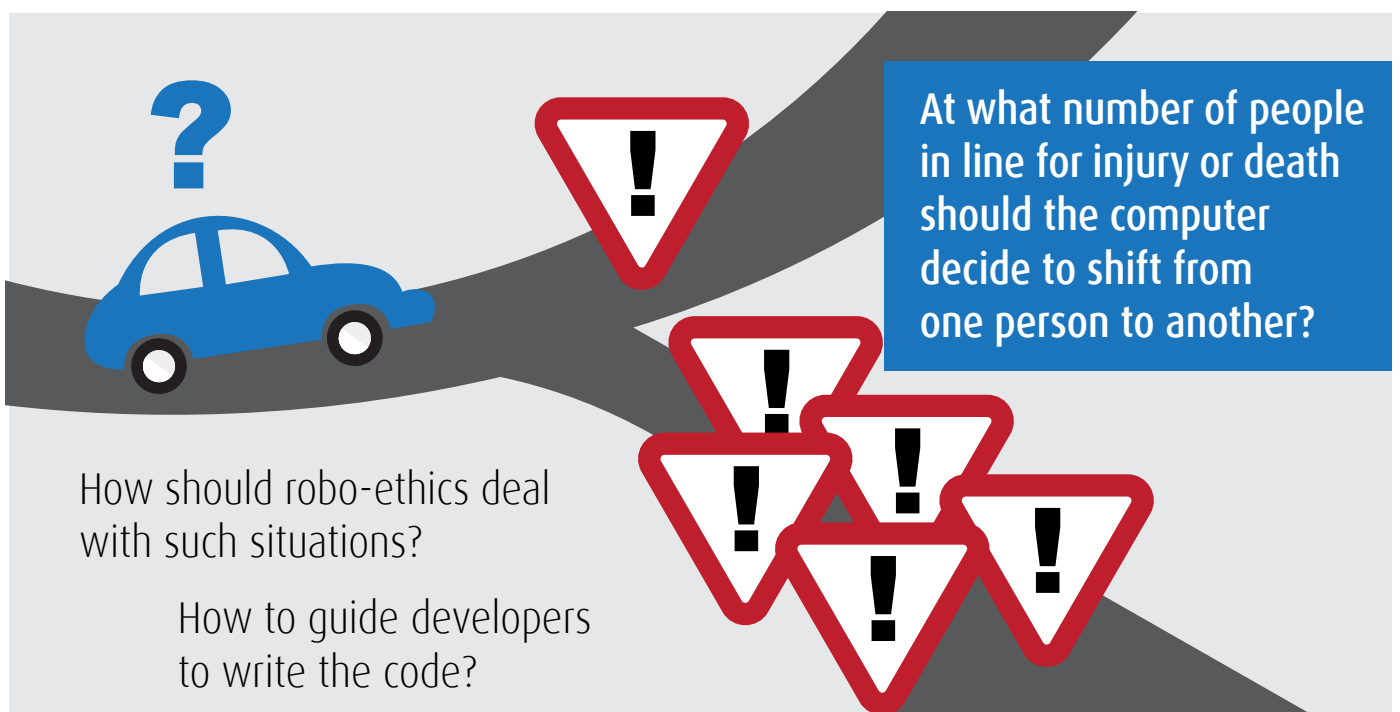 ?
!
At what number of people
in line for injury or death
should the computer
decide to shift from
one person to another?
!
!
!
!
!
How should robo-ethics deal
with such situations?
How to guide developers
to write the code?